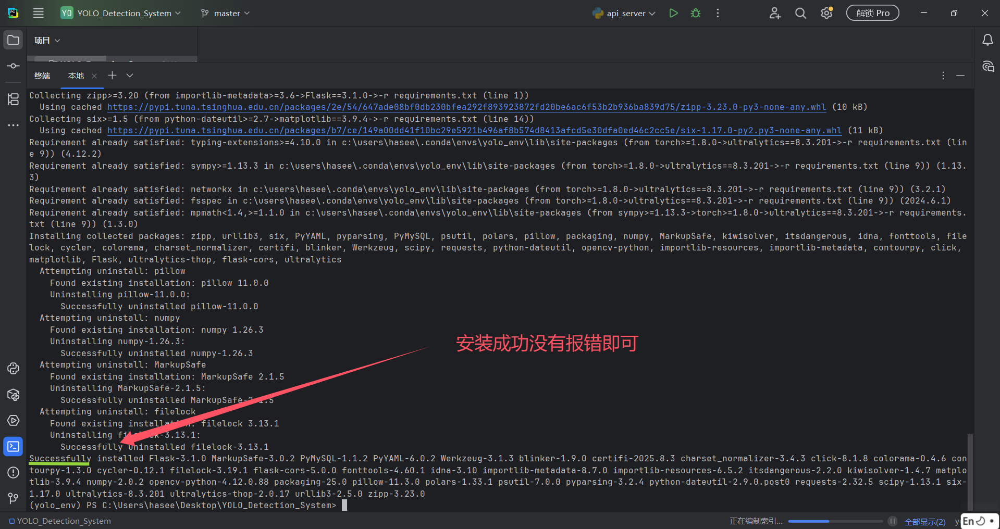 YO YOLO_Detection_System master api_server 解锁 Pro
项目
终端 本地
Collecting zipp>=3.20 (from importlib-metadata>=3.6->Flask==3.1.0->-r requirements.txt (line 1))
Using cached https://pypi.tuna.tsinghua.edu.cn/packages/2e/54/647ade08bf0db230bfea292f893923872fd20be6ac6f53b2b936ba839d75/zipp-3.23.0-py3-none-any.whl (10 kB)
Collecting six>=1.5 (from python-dateutil>=2.7->matplotlib==3.9.4->-r requirements.txt (line 14))
Using cached https://pypi.tuna.tsinghua.edu.cn/packages/b7/ce/149a00dd41f10bc29e5921b496af8b574d8413afcd5e30dfa0ed46c2cc5e/six-1.17.0-py2.py3-none-any.whl (11 kB)
Requirement already satisfied: typing-extensions>=4.10.0 in c:\users\hasee\.conda\envs\yolo_env\lib\site-packages (from torch>=1.8.0->ultralytics==8.3.201->-r requirements.txt (lin
e 9)) (4.12.2)
Requirement already satisfied: sympy>=1.13.3 in c:\users\hasee\.conda\envs\yolo_env\lib\site-packages (from torch>=1.8.0->ultralytics==8.3.201->-r requirements.txt (line 9)) (1.13.
3)
Requirement already satisfied: networkx in c:\users\hasee\.conda\envs\yolo_env\lib\site-packages (from torch>=1.8.0->ultralytics==8.3.201->-r requirements.txt (line 9)) (3.2.1)
Requirement already satisfied: fsspec in c:\users\hasee\.conda\envs\yolo_env\lib\site-packages (from torch>=1.8.0->ultralytics==8.3.201->-r requirements.txt (line 9)) (2024.6.1)
Requirement already satisfied: mpmath<1.4,>=1.1.0 in c:\users\hasee\.conda\envs\yolo_env\lib\site-packages (from sympy>=1.13.3->torch>=1.8.0->ultralytics==8.3.201->-r requirements.
txt (line 9)) (1.3.0)
Installing collected packages: zipp, urllib3, six, PyYAML, pyparsing, PyMySQL, psutil, polars, pillow, packaging, numpy, MarkupSafe, kiwisolver, itsdangerous, idna, fonttools, file
lock, cycler, colorama, charset_normalizer, certifi, blinker, Werkzeug, scipy, requests, python-dateutil, opencv-python, importlib-resources, importlib-metadata, contourpy, click,
matplotlib, Flask, ultralytics-thop, flask-cors, ultralytics
Attempting uninstall: pillow
Found existing installation: pillow 11.0.0
Uninstalling pillow-11.0.0:
Successfully uninstalled pillow-11.0.0
Attempting uninstall: numpy
Found existing installation: numpy 1.26.3
Uninstalling numpy-1.26.3:
Successfully uninstalled numpy-1.26.3
安装成功没有报错即可
Attempting uninstall: MarkupSafe
Found existing installation: MarkupSafe 2.1.5
Uninstalling MarkupSafe-2.1.5:
Successfully uninstalled MarkupSafe-2.1.5
Attempting uninstall: filelock
Found existing installation: filelock 3.13.1
Uninstalling filelock-3.13.1:
Successfully uninstalled filelock-3.13.1
Successfully installed Flask-3.1.0 MarkupSafe-3.0.2 PyMySQL-1.1.2 PyYAML-6.0.2 Werkzeug-3.1.3 blinker-1.9.0 certifi-2025.8.3 charset_normalizer-3.4.3 click-8.1.8 colorama-0.4.6 con
tourpy-1.3.0 cycler-0.12.1 filelock-3.19.1 flask-cors-5.0.0 fonttools-4.60.1 idna-3.10 importlib-metadata-8.7.0 importlib-resources-6.5.2 itsdangerous-2.2.0 kiwisolver-1.4.7 matplo
tlib-3.9.4 numpy-2.0.2 opencv-python-4.12.0.88 packaging-25.0 pillow-11.3.0 polars-1.33.1 psutil-7.0.0 pyparsing-3.2.4 python-dateutil-2.9.0.post0 requests-2.32.5 scipy-1.13.1 six-
1.17.0 ultralytics-8.3.201 ultralytics-thop-2.0.17 urllib3-2.5.0 zipp-3.23.0
(yolo_env) PS C:\Users\hasee\Desktop\YOLO_Detection_System>
YOLO_Detection_System 正在编制索引... 全部显示(2) En